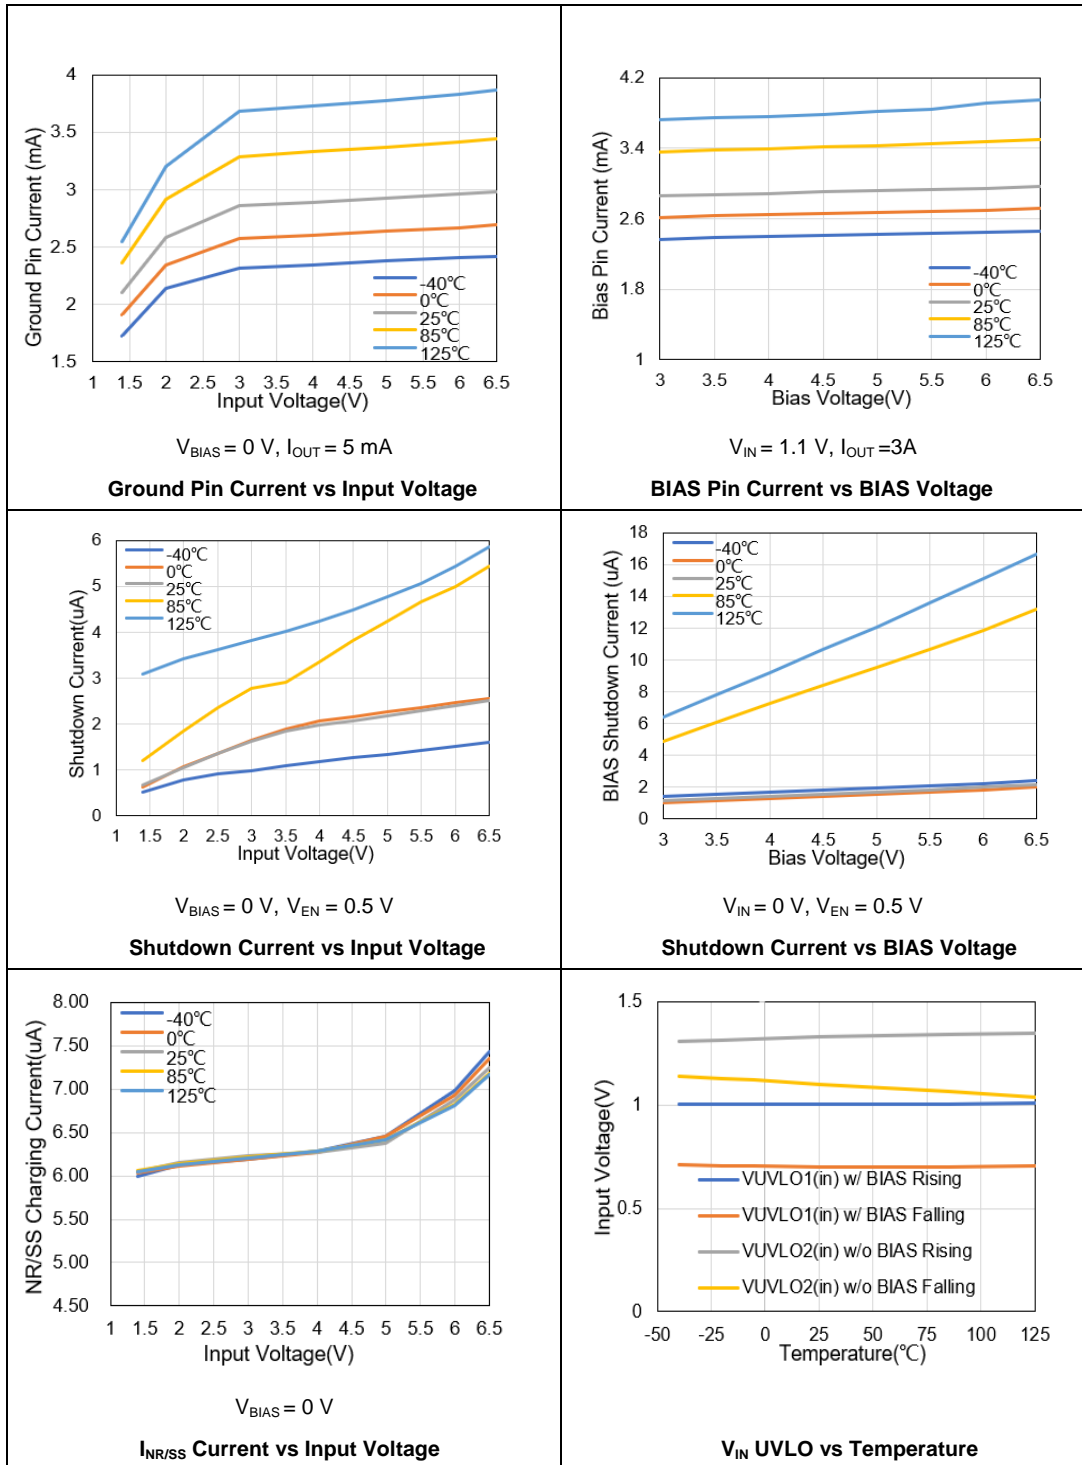 4
3.5
3
2.5
2
1.5
Ground Pin Current (mA)
-40℃
0℃
25℃
85℃
125℃
1 1.5 2 2.5 3 3.5 4 4.5 5 5.5 6 6.5
Input Voltage(V)
VBIAS = 0 V, IOUT = 5 mA
Ground Pin Current vs Input Voltage
4.2
3.4
2.6
1.8
1
Bias Pin Current (mA)
-40℃
0℃
25℃
85℃
125℃
3 3.5 4 4.5 5 5.5 6 6.5
Bias Voltage(V)
VIN = 1.1 V, IOUT =3A
BIAS Pin Current vs BIAS Voltage
6
5
4
3
2
1
0
Shutdown Current(uA)
-40℃
0℃
25℃
85℃
125℃
1 1.5 2 2.5 3 3.5 4 4.5 5 5.5 6 6.5
Input Voltage(V)
VBIAS = 0 V, VEN = 0.5 V
Shutdown Current vs Input Voltage
18
16
14
12
10
8
6
4
2
0
BIAS Shutdown Current (uA)
-40℃
0℃
25℃
85℃
125℃
3 3.5 4 4.5 5 5.5 6 6.5
Bias Voltage(V)
VIN = 0 V, VEN = 0.5 V
Shutdown Current vs BIAS Voltage
8.00
7.50
7.00
6.50
6.00
5.50
5.00
4.50
NR/SS Charging Current(uA)
-40℃
0℃
25℃
85℃
125℃
1 1.5 2 2.5 3 3.5 4 4.5 5 5.5 6 6.5
Input Voltage(V)
VBIAS = 0 V
INR/SS Current vs Input Voltage
1.5
1
0.5
0
Input Voltage(V)
VUVLO1(in) w/ BIAS Rising
VUVLO1(in) w/ BIAS Falling
VUVLO2(in) w/o BIAS Rising
VUVLO2(in) w/o BIAS Falling
-50 -25 0 25 50 75 100 125
Temperature(℃)
VIN UVLO vs Temperature